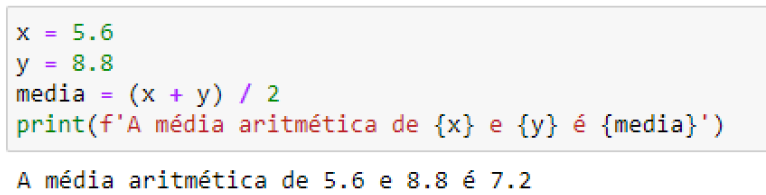 x = 5.6
y = 8.8
media = (x + y) / 2
print(f'A média aritmética de {x} e {y} é {media}')
A média aritmética de 5.6 e 8.8 é 7.2